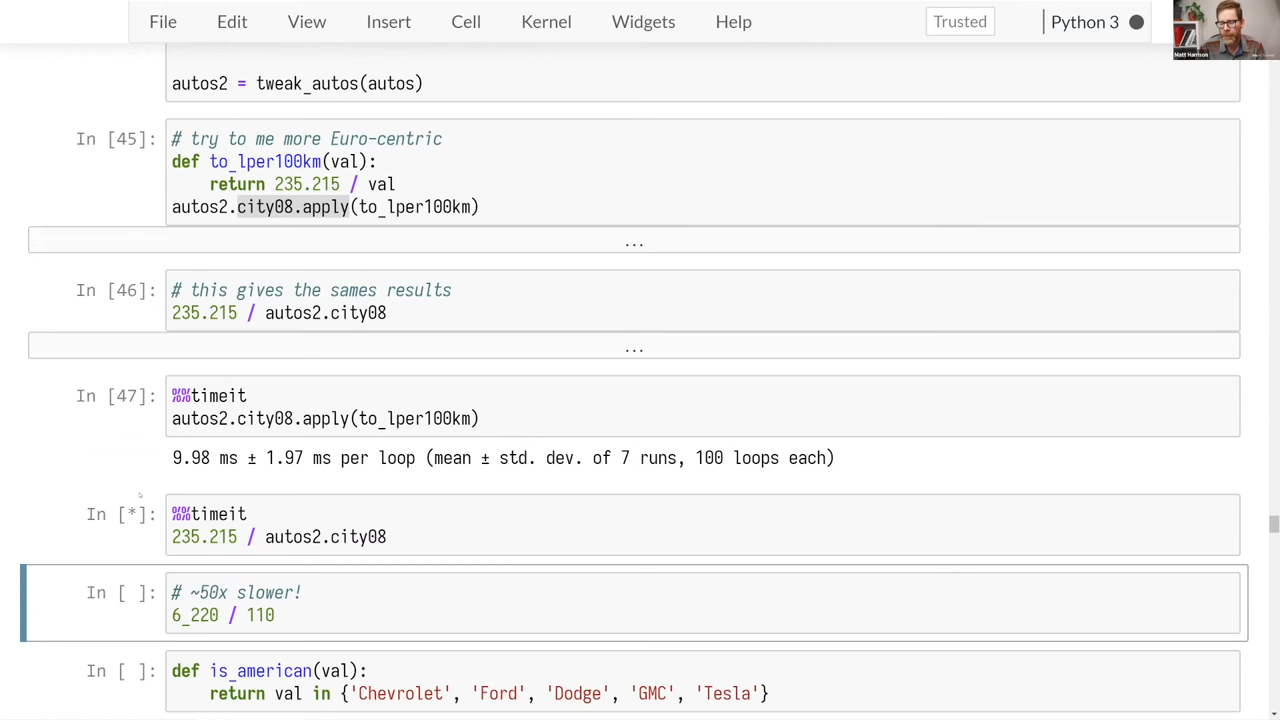 File Edit View Insert Cell Kernel Widgets Help Trusted Python 3
Matt Harrison
autos2 = tweak_autos(autos)
In [45]:
# try to me more Euro-centric
def to_lper100km(val):
    return 235.215 / val
autos2.city08.apply(to_lper100km)
...
In [46]:
# this gives the sames results
235.215 / autos2.city08
...
In [47]:
%%timeit
autos2.city08.apply(to_lper100km)
9.98 ms ± 1.97 ms per loop (mean ± std. dev. of 7 runs, 100 loops each)
In [*]:
%%timeit
235.215 / autos2.city08
In [ ]:
# ~50x slower!
6_220 / 110
In [ ]:
def is_american(val):
    return val in {'Chevrolet', 'Ford', 'Dodge', 'GMC', 'Tesla'}